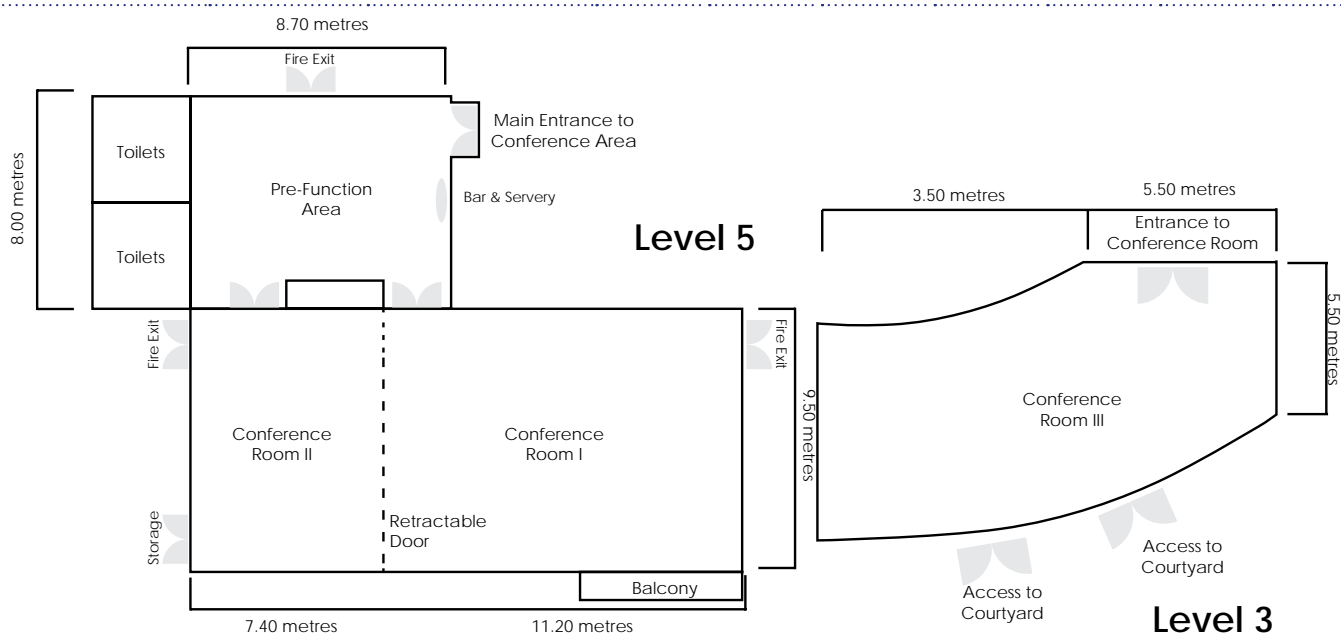 8.70 metres
Fire Exit
Main Entrance to
Conference Area
Toilets
8.00 metres
Pre-Function
Area
Bar & Servery
Toilets
Level 5
3.50 metres
5.50 metres
Entrance to
Conference Room
5.50 metres
Fire Exit
Fire Exit
9.50 metres
Conference
Room II
Conference
Room I
Conference
Room III
Storage
Retractable
Door
Balcony
7.40 metres
11.20 metres
Access to
Courtyard
Access to
Courtyard
Level 3